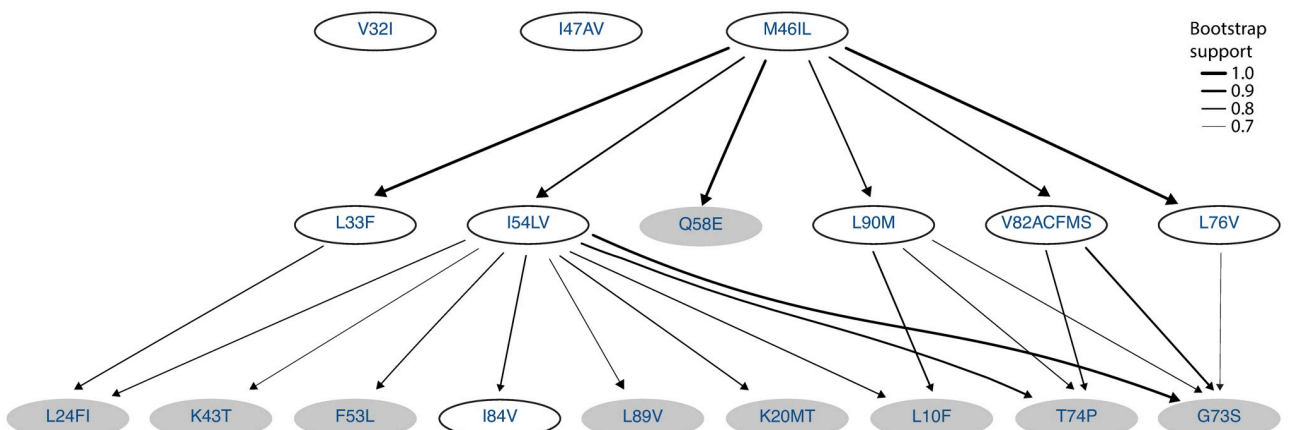 V32I
I47AV
M46IL
Bootstrap
support
1.0
0.9
0.8
0.7
L33F
I54LV
Q58E
L90M
V82ACFMS
L76V
L24FI
K43T
F53L
I84V
L89V
K20MT
L10F
T74P
G73S